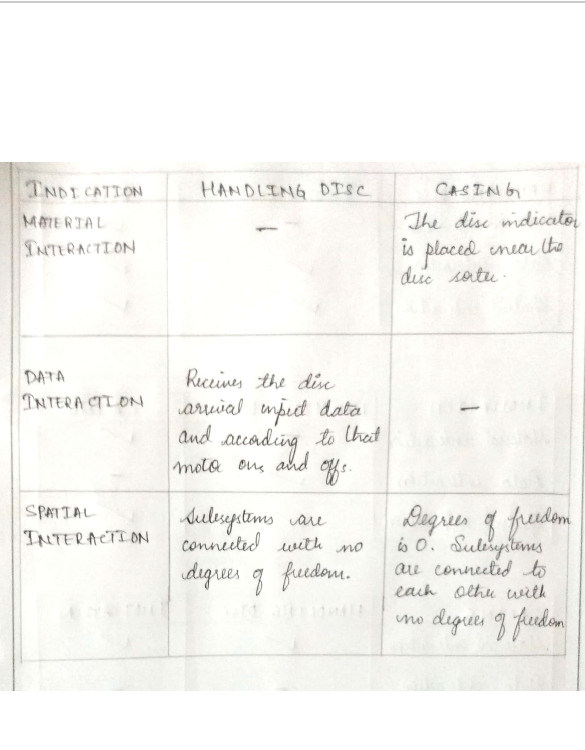 INDICATION HANDLING DISC CASING
MATERIAL
INTERACTION
—
The disc indicator
is placed near the
disc sorter.
DATA
INTERACTION
Receives the disc
arrival input data
and according to that
motor ons and offs.
—
SPATIAL
INTERACTION
Subsystems are
connected with no
degrees of freedom.
Degrees of freedom
is 0. Subsystems
are connected to
each other with
no degrees of freedom